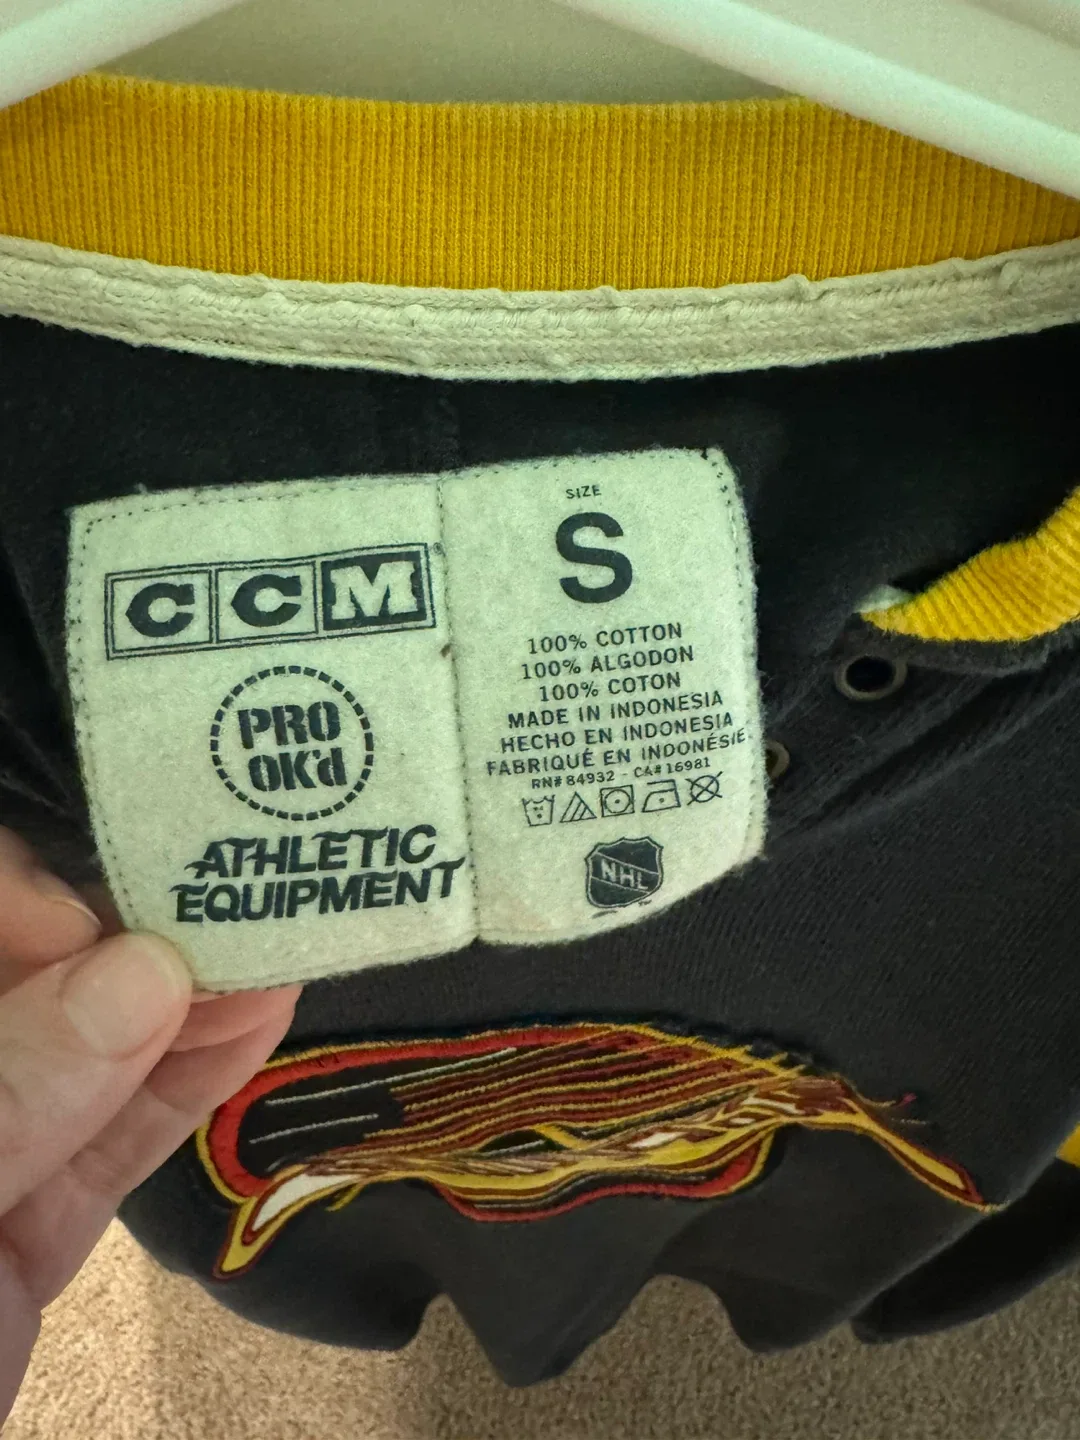 CCM
PRO
OK'd
ATHLETIC
EQUIPMENT
SIZE
S
100% COTTON
100% ALGODON
100% COTON
MADE IN INDONESIA
HECHO EN INDONESIA
FABRIQUÉ EN INDONÉSIE
RN# 84932 - CA# 16981
NHL